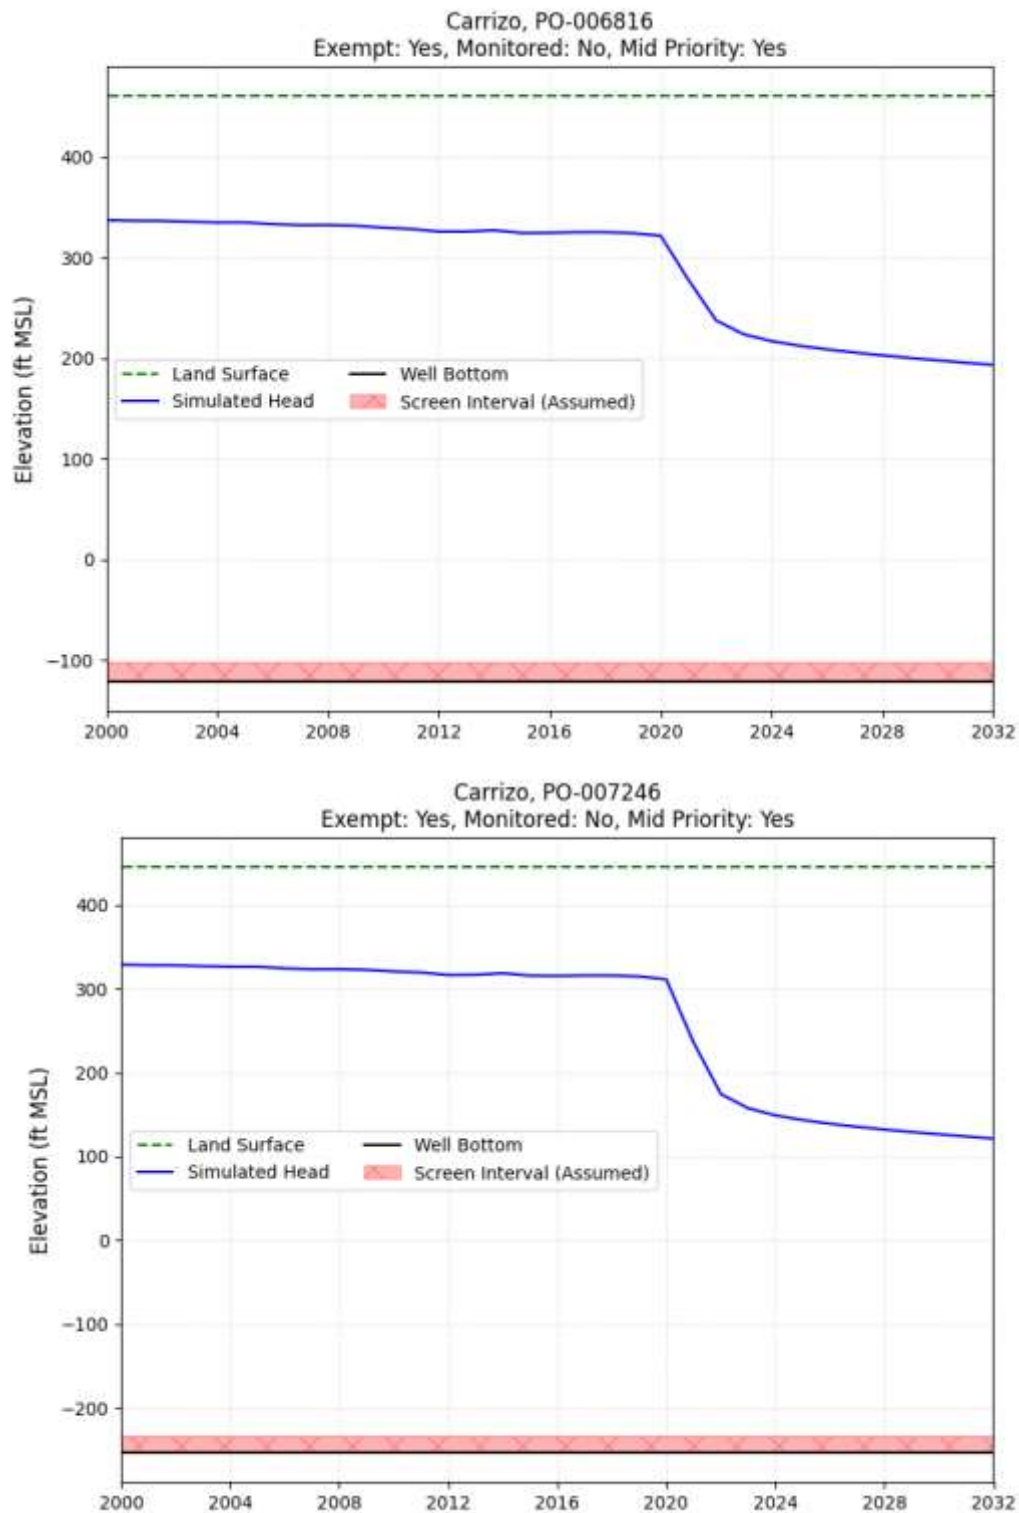 Carrizo, PO-006816
Exempt: Yes, Monitored: No, Mid Priority: Yes
Elevation (ft MSL)
400
300
200
100
0
−100
Land Surface
Simulated Head
Well Bottom
Screen Interval (Assumed)
2000 2004 2008 2012 2016 2020 2024 2028 2032
Carrizo, PO-007246
Exempt: Yes, Monitored: No, Mid Priority: Yes
Elevation (ft MSL)
400
300
200
100
0
−100
−200
Land Surface
Simulated Head
Well Bottom
Screen Interval (Assumed)
2000 2004 2008 2012 2016 2020 2024 2028 2032